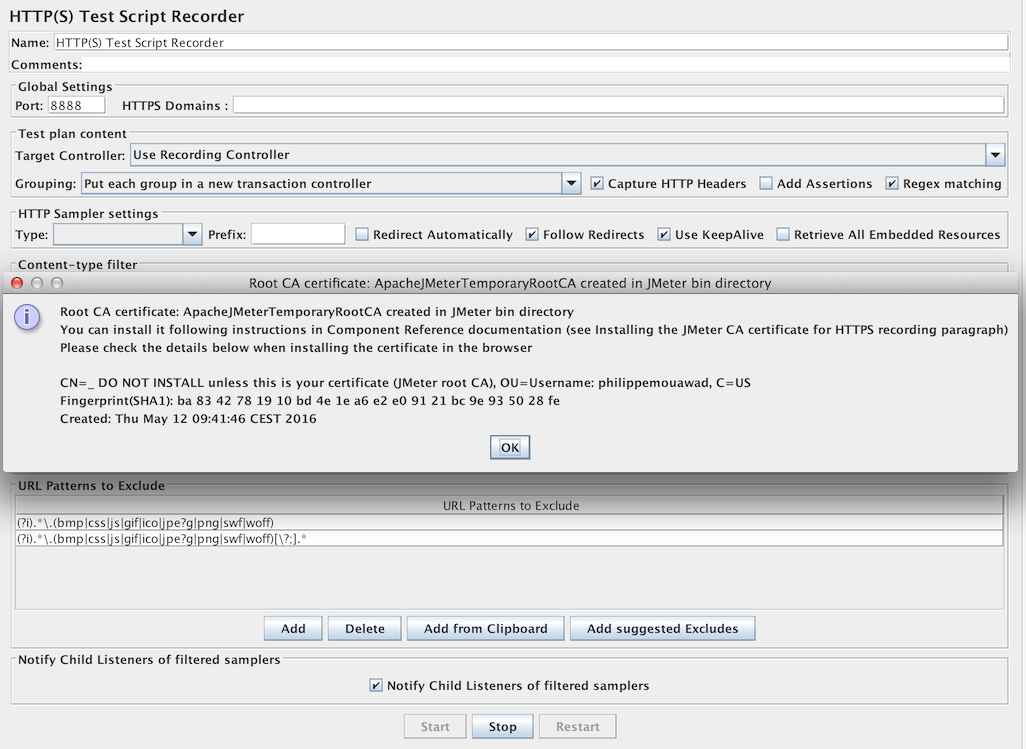 HTTP(S) Test Script Recorder
Name: HTTP(S) Test Script Recorder
Comments:
Global Settings
Port: 8888 HTTPS Domains :
Test plan content
Target Controller: Use Recording Controller
Grouping: Put each group in a new transaction controller Capture HTTP Headers Add Assertions Regex matching
HTTP Sampler settings
Type: Prefix: Redirect Automatically Follow Redirects Use KeepAlive Retrieve All Embedded Resources
Content-type filter
Root CA certificate: ApacheJMeterTemporaryRootCA created in JMeter bin directory
Root CA certificate: ApacheJMeterTemporaryRootCA created in JMeter bin directory
You can install it following instructions in Component Reference documentation (see Installing the JMeter CA certificate for HTTPS recording paragraph)
Please check the details below when installing the certificate in the browser
CN=_ DO NOT INSTALL unless this is your certificate (JMeter root CA), OU=Username: philippemouawad, C=US
Fingerprint(SHA1): ba 83 42 78 19 10 bd 4e 1e a6 e2 e0 91 21 bc 9e 93 50 28 fe
Created: Thu May 12 09:41:46 CEST 2016
OK
URL Patterns to Exclude
URL Patterns to Exclude
(?i).*\.(bmp|css|js|gif|ico|jpe?g|png|swf|woff)
(?i).*\.(bmp|css|js|gif|ico|jpe?g|png|swf|woff)[\?;].*
Add Delete Add from Clipboard Add suggested Excludes
Notify Child Listeners of filtered samplers
Notify Child Listeners of filtered samplers
Start Stop Restart